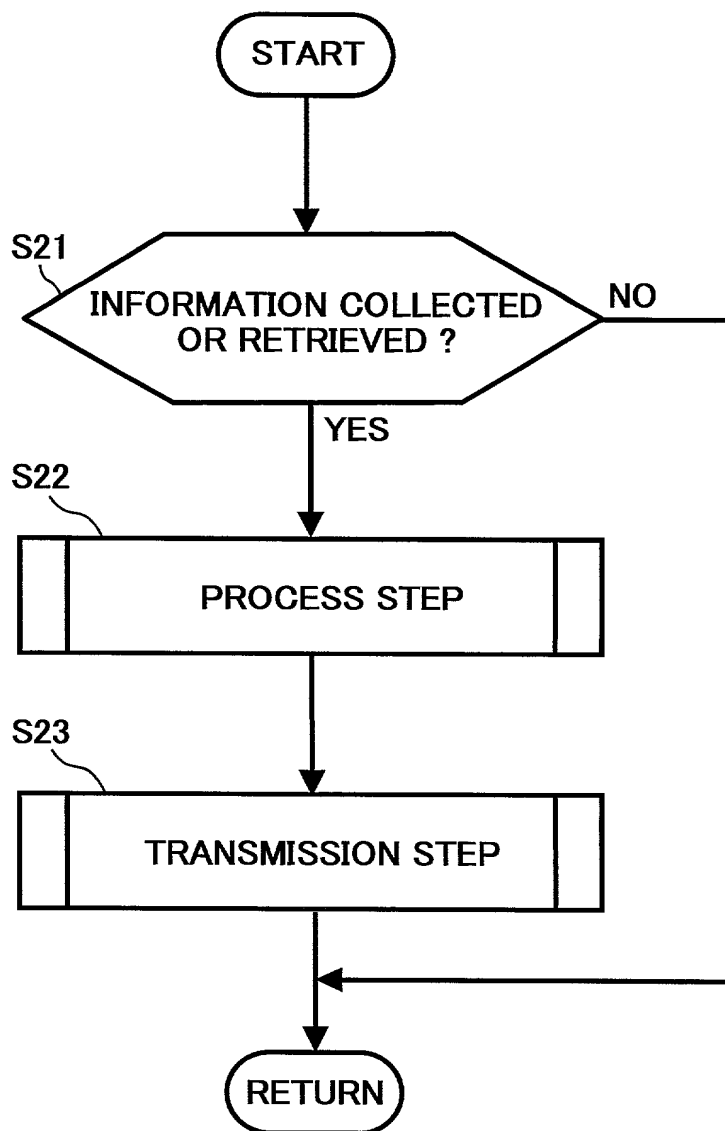 START
S21
INFORMATION COLLECTED
OR RETRIEVED ?
NO
YES
S22
PROCESS STEP
S23
TRANSMISSION STEP
RETURN